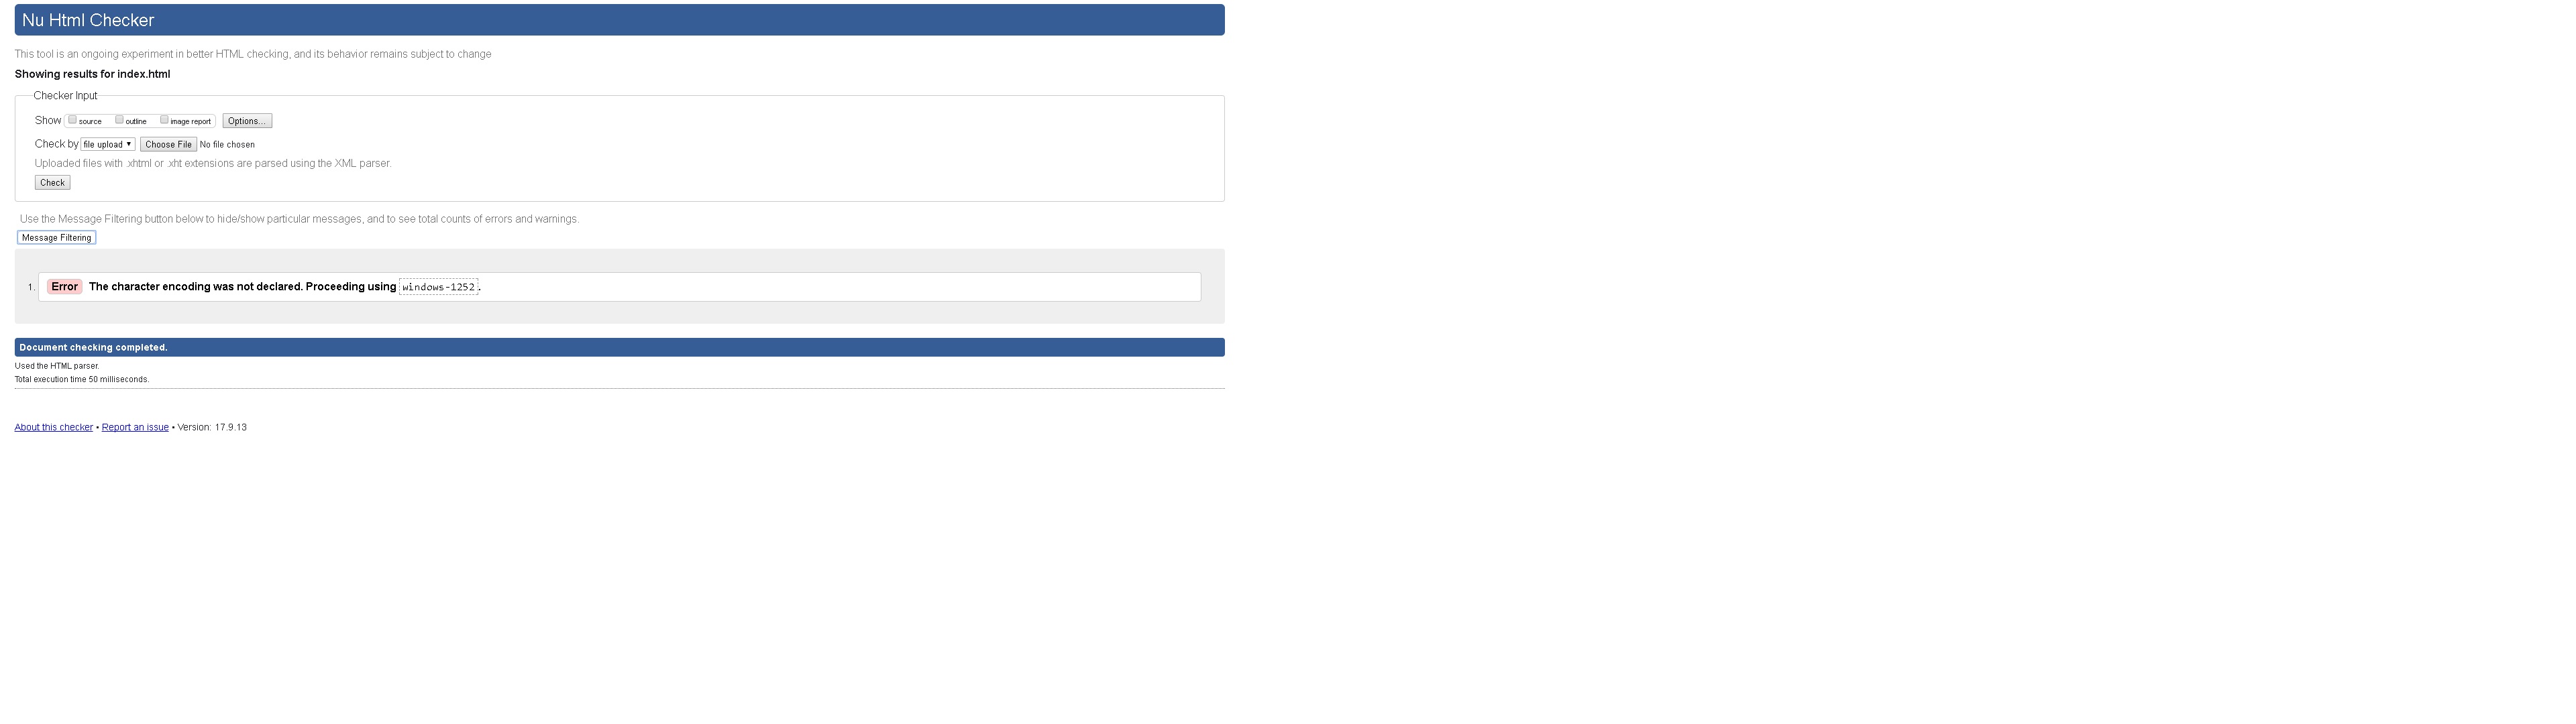 Nu Html Checker
This tool is an ongoing experiment in better HTML checking, and its behavior remains subject to change
Showing results for index.html
Checker Input
Show source outline image report Options...
Check by file upload ▼ Choose File No file chosen
Uploaded files with .xhtml or .xht extensions are parsed using the XML parser.
Check
Use the Message Filtering button below to hide/show particular messages, and to see total counts of errors and warnings.
Message Filtering
1. Error The character encoding was not declared. Proceeding using windows-1252.
Document checking completed.
Used the HTML parser.
Total execution time 50 milliseconds.
About this checker • Report an issue • Version: 17.9.13